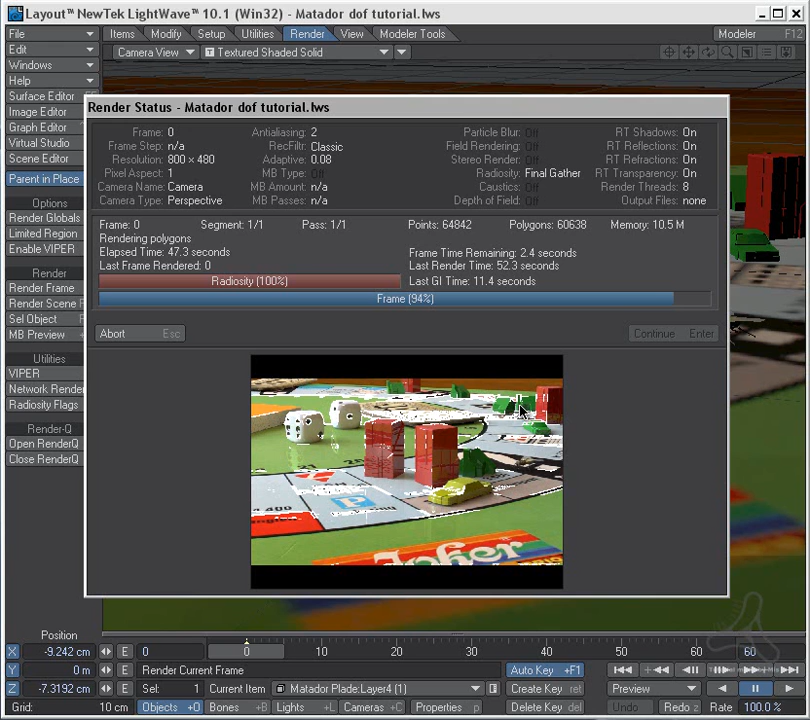 Layout™ NewTek LightWave™ 10.1 (Win32) - Matador dof tutorial.lws
File Items Modify Setup Utilities Render View Modeler Tools Modeler F12
Edit Camera View Textured Shaded Solid
Windows
Help
Surface Editor
Image Editor
Graph Editor
Virtual Studio
Scene Editor
Parent in Place
Options
Render Globals
Limited Region
Enable VIPER
Render
Render Frame
Render Scene F
Sel Object
MB Preview +
Utilities
VIPER
Network Render
Radiosity Flags
Render-Q
Open RenderQ
Close RenderQ
Render Status - Matador dof tutorial.lws
Frame: 0 Antialiasing: 2 Particle Blur: Off RT Shadows: On
Frame Step: n/a RecFiltr: Classic Field Rendering: Off RT Reflections: On
Resolution: 800 × 480 Adaptive: 0.08 Stereo Render: Off RT Refractions: On
Pixel Aspect: 1 MB Type: Off Radiosity: Final Gather RT Transparency: On
Camera Name: Camera MB Amount: n/a Caustics: Off Render Threads: 8
Camera Type: Perspective MB Passes: n/a Depth of Field: Off Output Files: none
Frame: 0 Segment: 1/1 Pass: 1/1 Points: 64842 Polygons: 60638 Memory: 10.5 M
Rendering polygons
Elapsed Time: 47.3 seconds Frame Time Remaining: 2.4 seconds
Last Frame Rendered: 0 Last Render Time: 52.3 seconds
Radiosity (100%) Last GI Time: 11.4 seconds
Frame (94%)
Abort Esc Continue Enter
P
400
Joker
Position
X -9.242 cm E 0 0 10 20 30 40 50 60 60
Y 0 m E Render Current Frame Auto Key +F1
Z -7.3192 cm E Sel: 1 Current Item Matador Plade:Layer4 (1) Create Key ret Preview
Grid: 10 cm Objects +O Bones +B Lights +L Cameras +C Properties p Delete Key Del Undo Redo z Rate 100.0 %